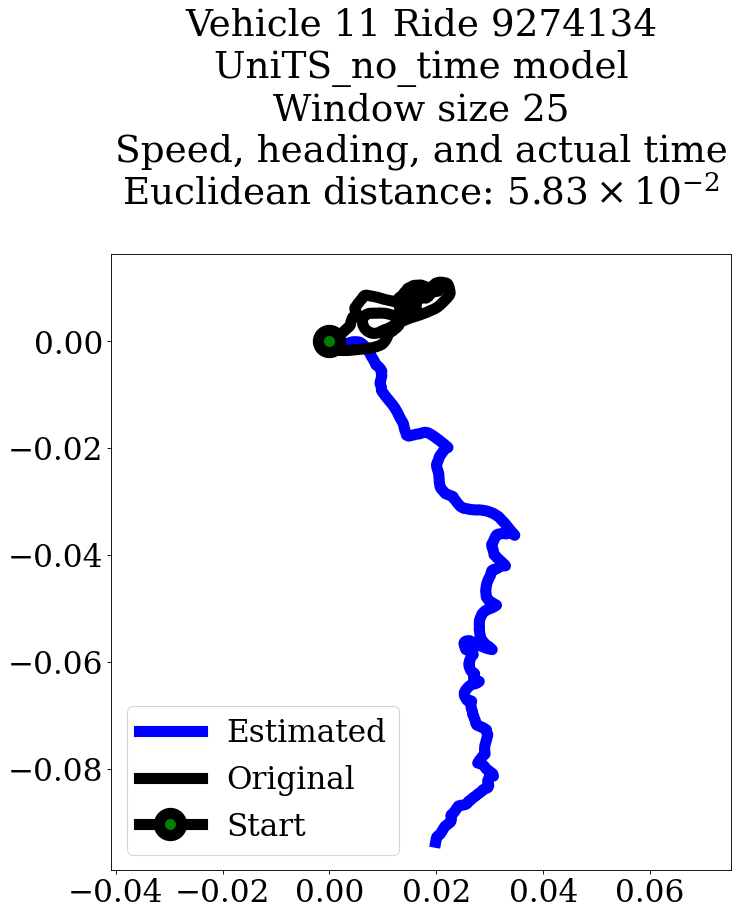 Vehicle 11 Ride 9274134
UniTS_no_time model
Window size 25
Speed, heading, and actual time
Euclidean distance: 5.83 × 10⁻²
0.00
−0.02
−0.04
−0.06
−0.08
Estimated
Original
Start
−0.04 −0.02 0.00 0.02 0.04 0.06